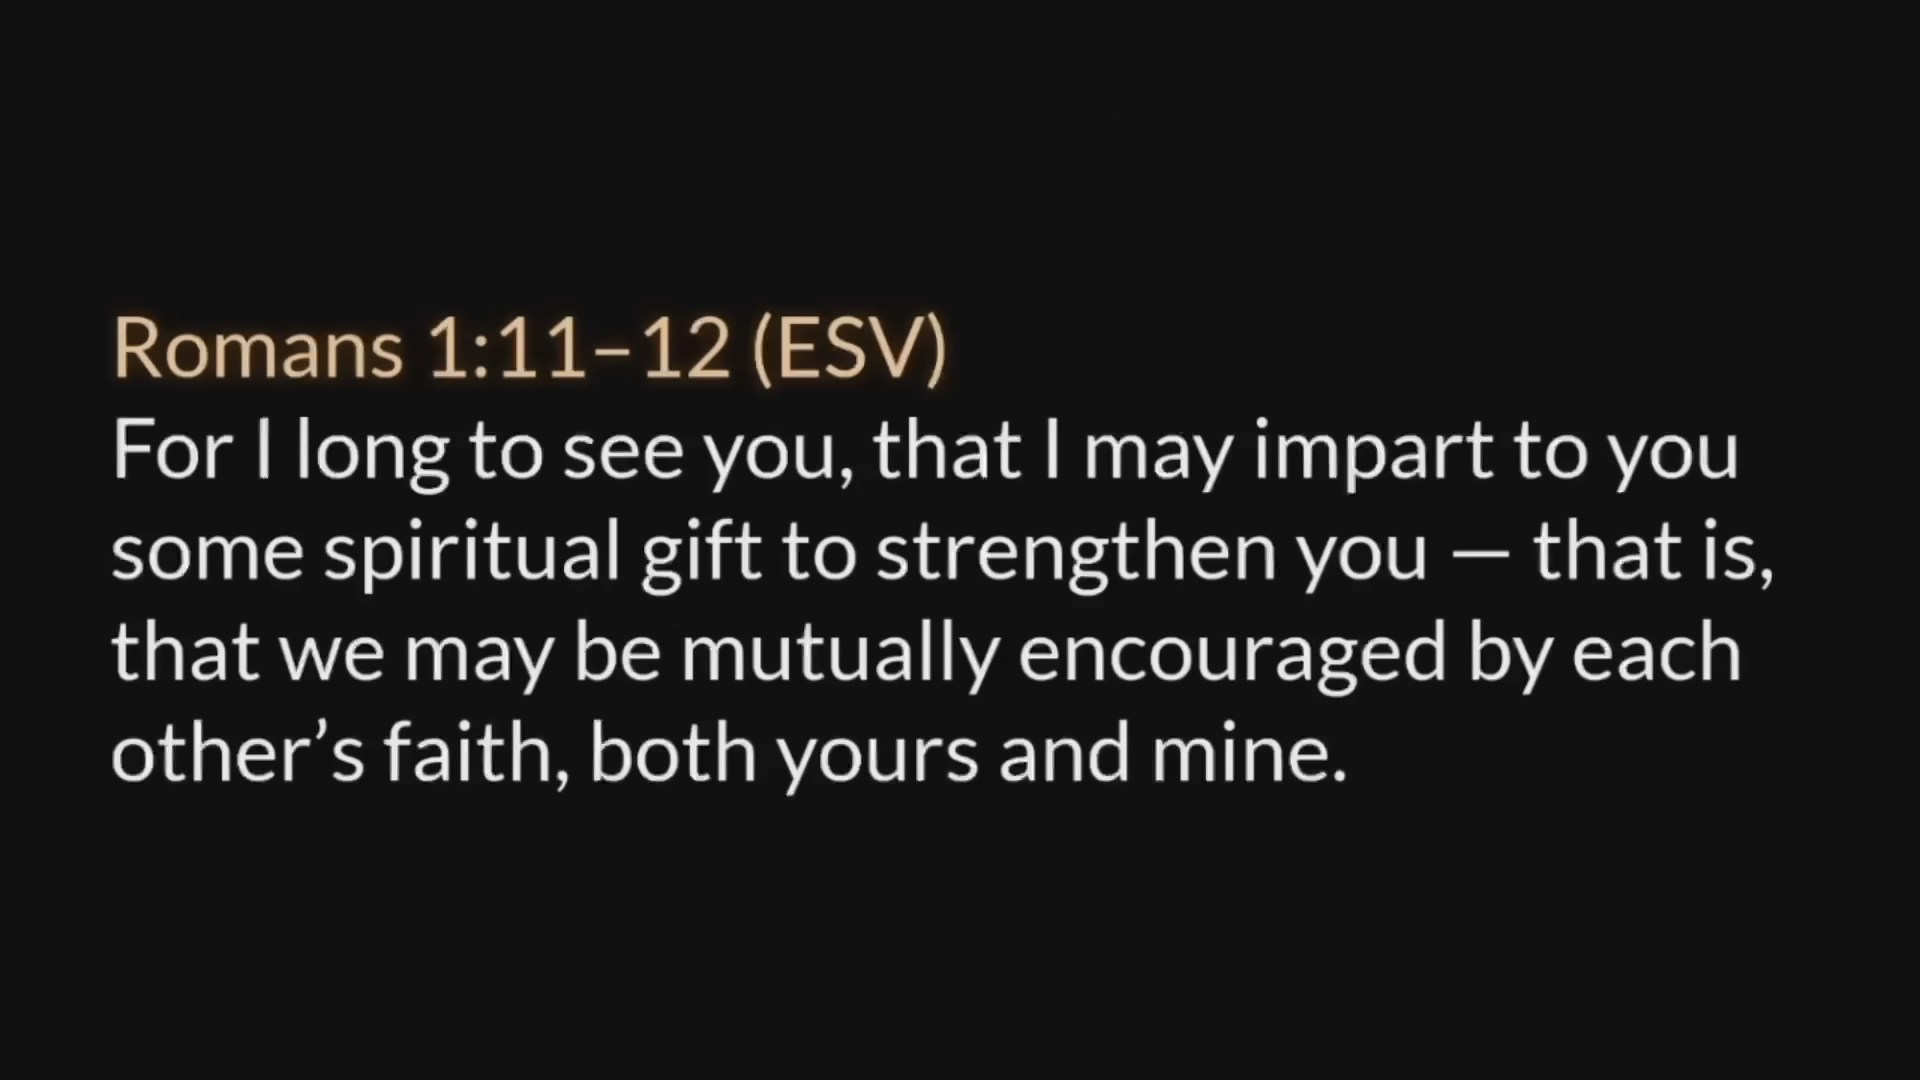 Romans 1:11–12 (ESV)
For I long to see you, that I may impart to you
some spiritual gift to strengthen you — that is,
that we may be mutually encouraged by each
other’s faith, both yours and mine.